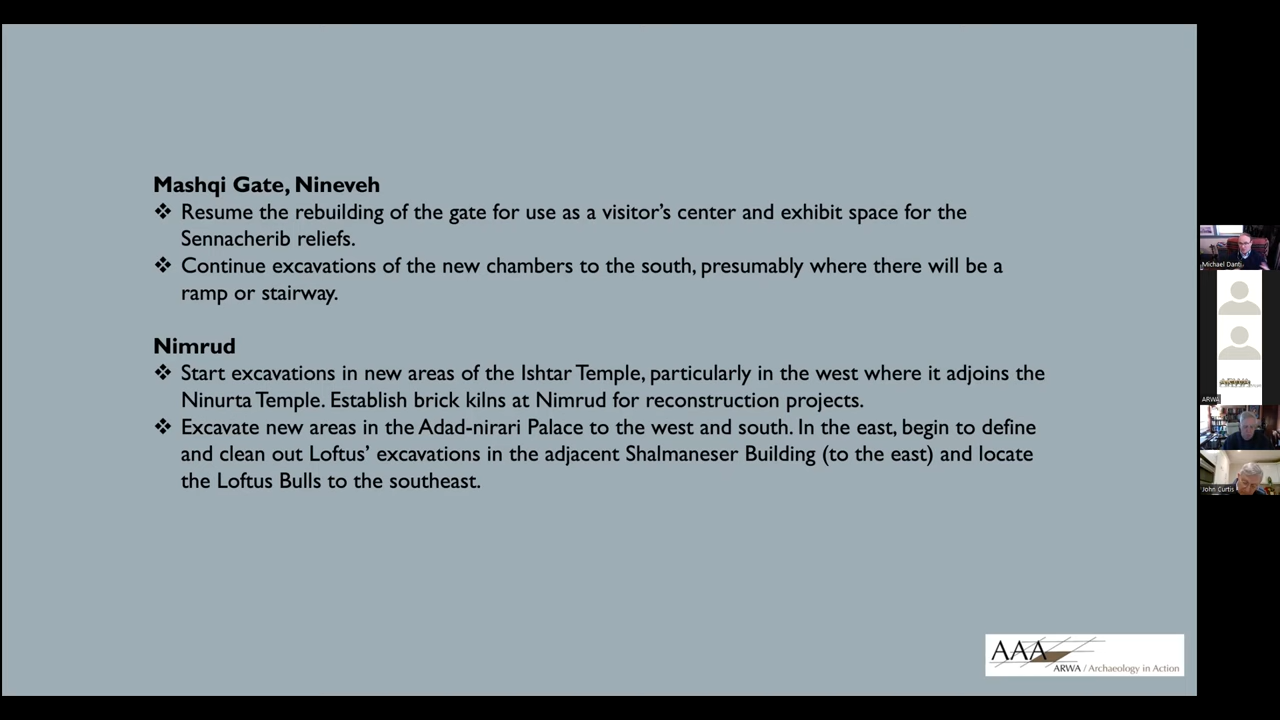 Mashqi Gate, Nineveh
❖ Resume the rebuilding of the gate for use as a visitor's center and exhibit space for the
Sennacherib reliefs.
❖ Continue excavations of the new chambers to the south, presumably where there will be a
ramp or stairway.
Nimrud
❖ Start excavations in new areas of the Ishtar Temple, particularly in the west where it adjoins the
Ninurta Temple. Establish brick kilns at Nimrud for reconstruction projects.
❖ Excavate new areas in the Adad-nirari Palace to the west and south. In the east, begin to define
and clean out Loftus' excavations in the adjacent Shalmaneser Building (to the east) and locate
the Loftus Bulls to the southeast.
AAA
ARWA / Archaeology in Action
Michael Danti
ARWA
John Curtis